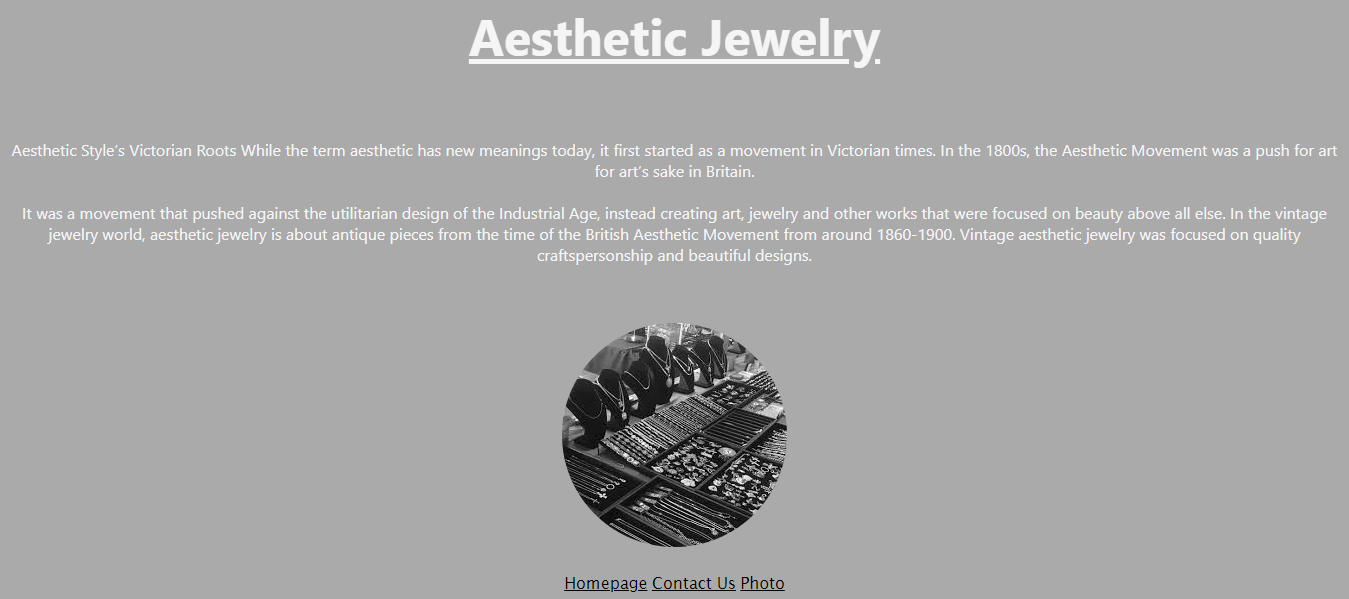 Aesthetic Jewelry
Aesthetic Style's Victorian Roots While the term aesthetic has new meanings today, it first started as a movement in Victorian times. In the 1800s, the Aesthetic Movement was a push for art
for art's sake in Britain.
It was a movement that pushed against the utilitarian design of the Industrial Age, instead creating art, jewelry and other works that were focused on beauty above all else. In the vintage
jewelry world, aesthetic jewelry is about antique pieces from the time of the British Aesthetic Movement from around 1860-1900. Vintage aesthetic jewelry was focused on quality
craftspersonship and beautiful designs.
Homepage Contact Us Photo